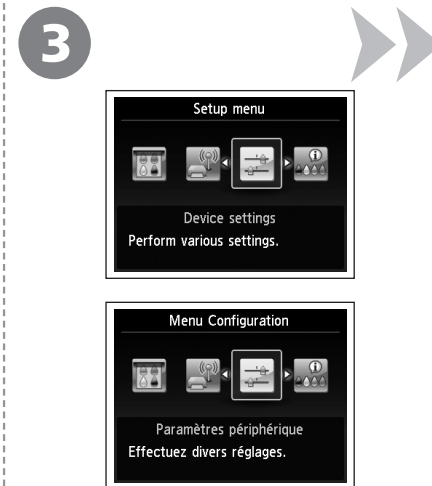 3
Setup menu
Device settings
Perform various settings.
Menu Configuration
Paramètres périphérique
Effectuez divers réglages.